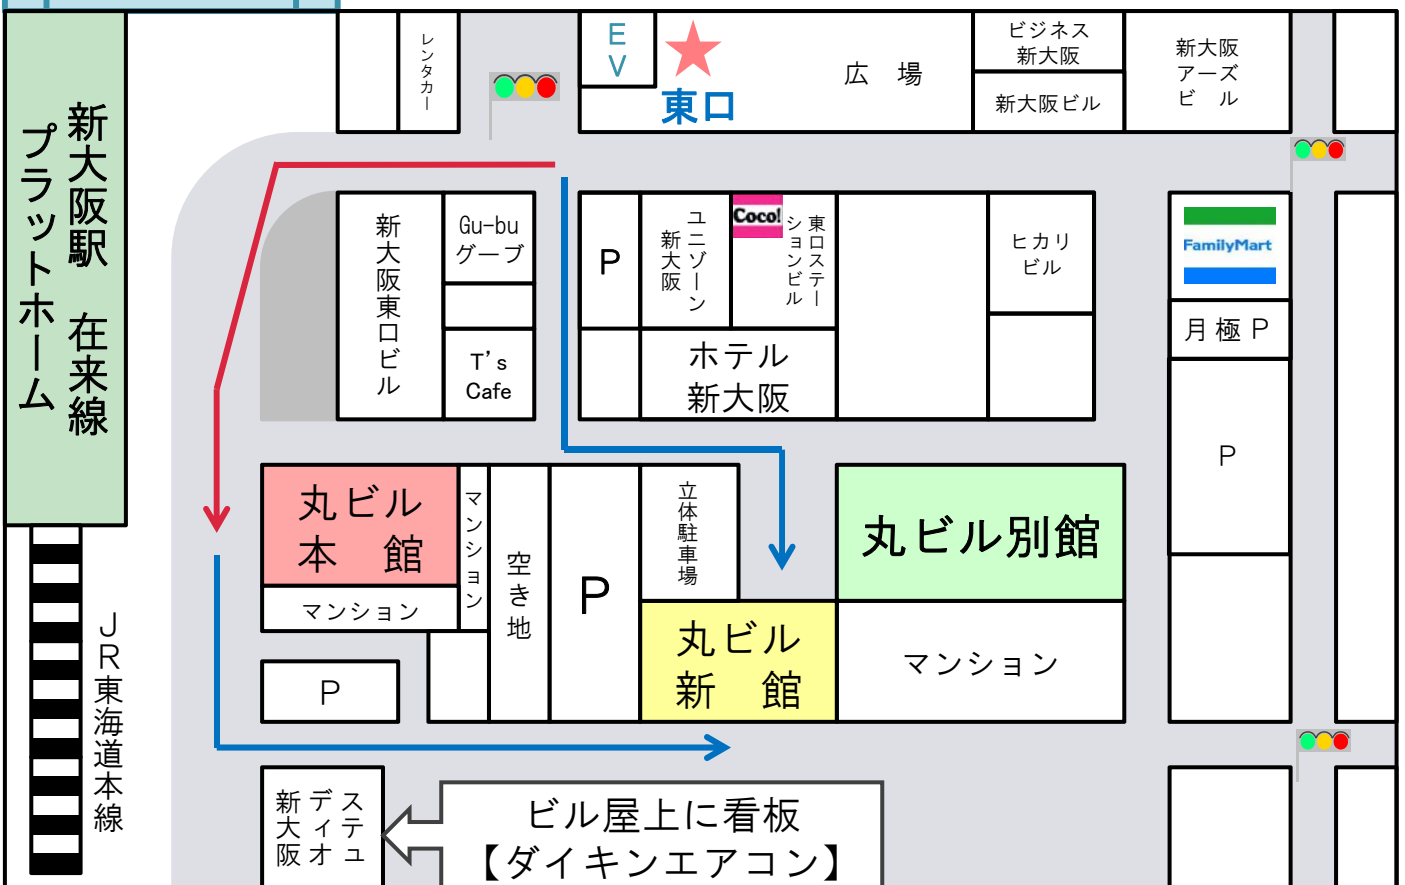 新大阪駅 在来線
プラットホーム
JR東海道本線
レンタカー
EV
東口
広 場
ビジネス
新大阪
新大阪ビル
新大阪
アーズ
ビ ル
新大阪東口ビル
Gu-bu
グーブ
T's
Cafe
P
ユニゾーン
新大阪
Coco!
東口ステー
ションビル
ホテル
新大阪
ヒカリ
ビル
FamilyMart
月極P
P
丸ビル
本 館
マンション
マンション
空き地
P
立体駐車場
丸ビル別館
丸ビル
新 館
マンション
P
ステュ
ディオ
新大阪
ビル屋上に看板
【ダイキンエアコン】